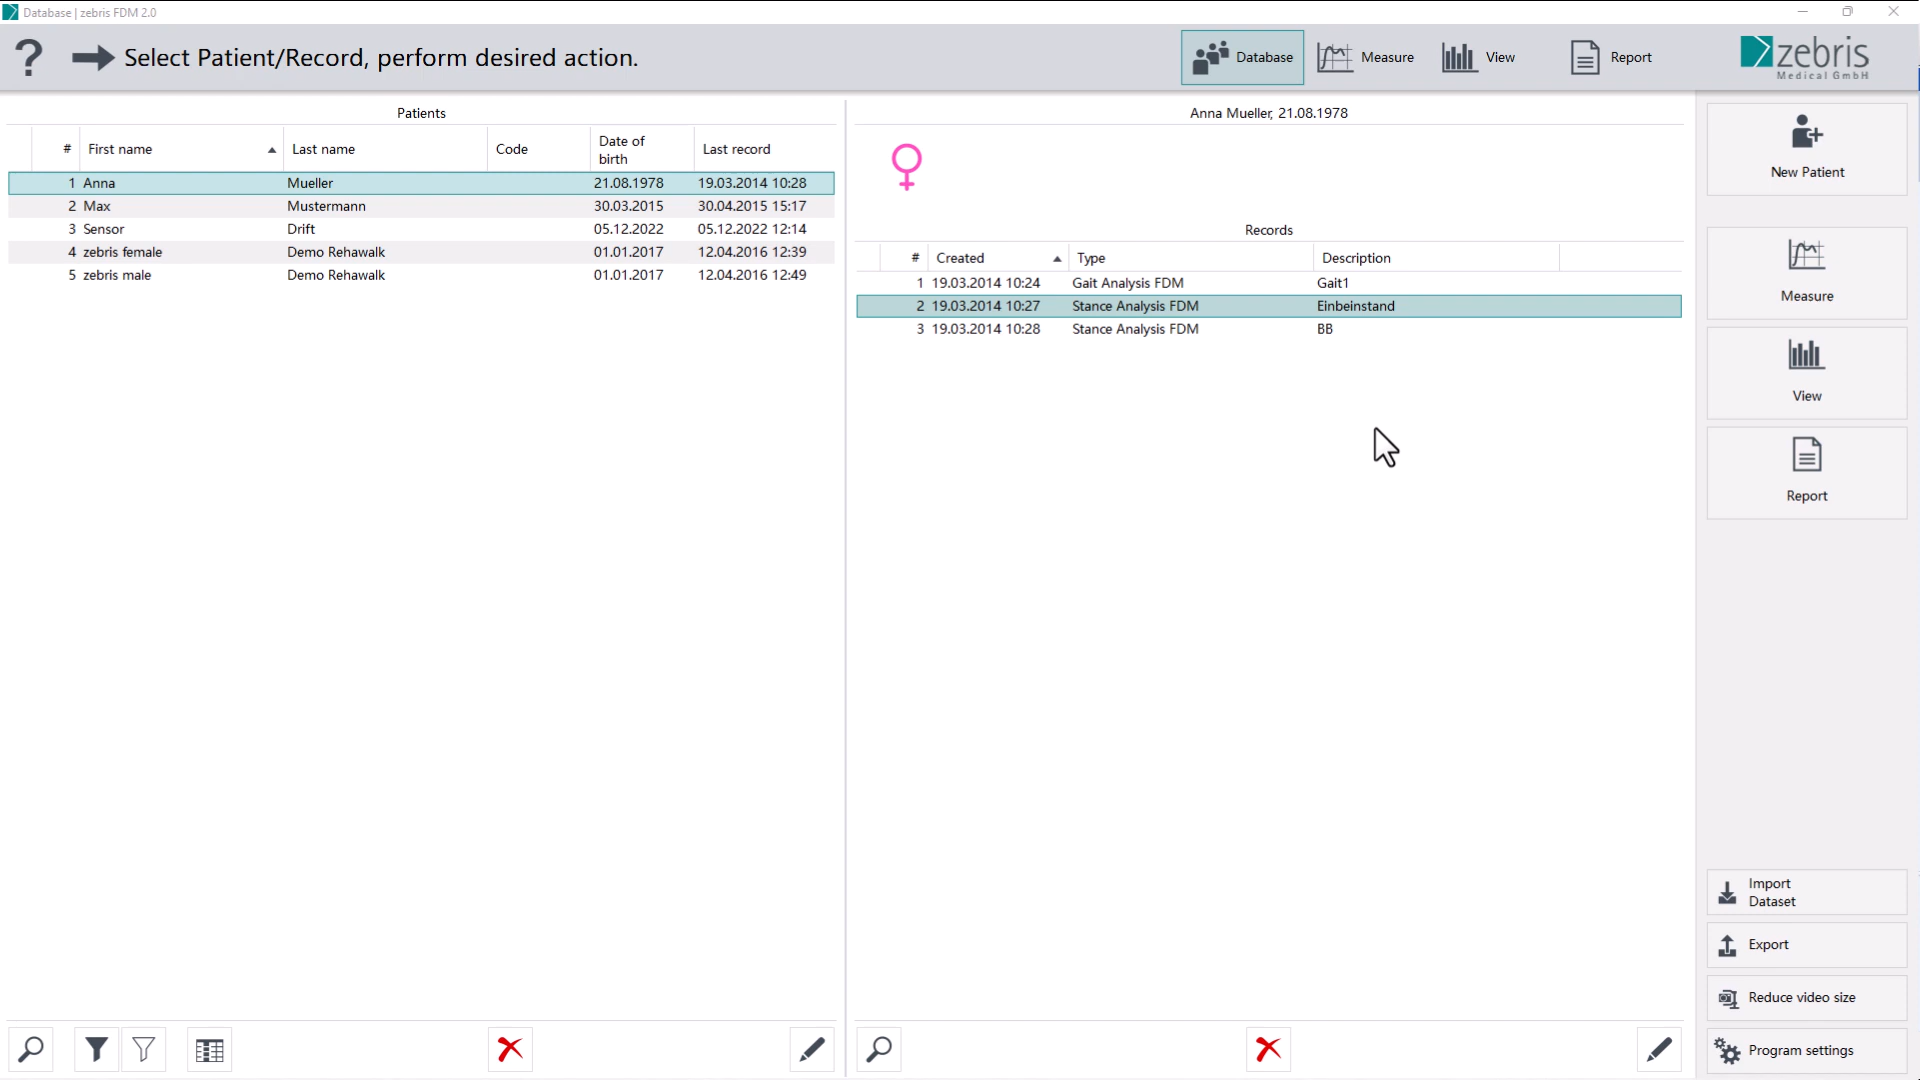 Database | zebris FDM 2.0
? Select Patient/Record, perform desired action.
Database
Measure
View
Report
zebris
Medical GmbH
Patients
# First name Last name Code Date of birth Last record
1 Anna Mueller 21.08.1978 19.03.2014 10:28
2 Max Mustermann 30.03.2015 30.04.2015 15:17
3 Sensor Drift 05.12.2022 05.12.2022 12:14
4 zebris female Demo Rehawalk 01.01.2017 12.04.2016 12:39
5 zebris male Demo Rehawalk 01.01.2017 12.04.2016 12:49
Anna Mueller, 21.08.1978
Records
# Created Type Description
1 19.03.2014 10:24 Gait Analysis FDM Gait1
2 19.03.2014 10:27 Stance Analysis FDM Einbeinstand
3 19.03.2014 10:28 Stance Analysis FDM BB
New Patient
Measure
View
Report
Import
Dataset
Export
Reduce video size
Program settings